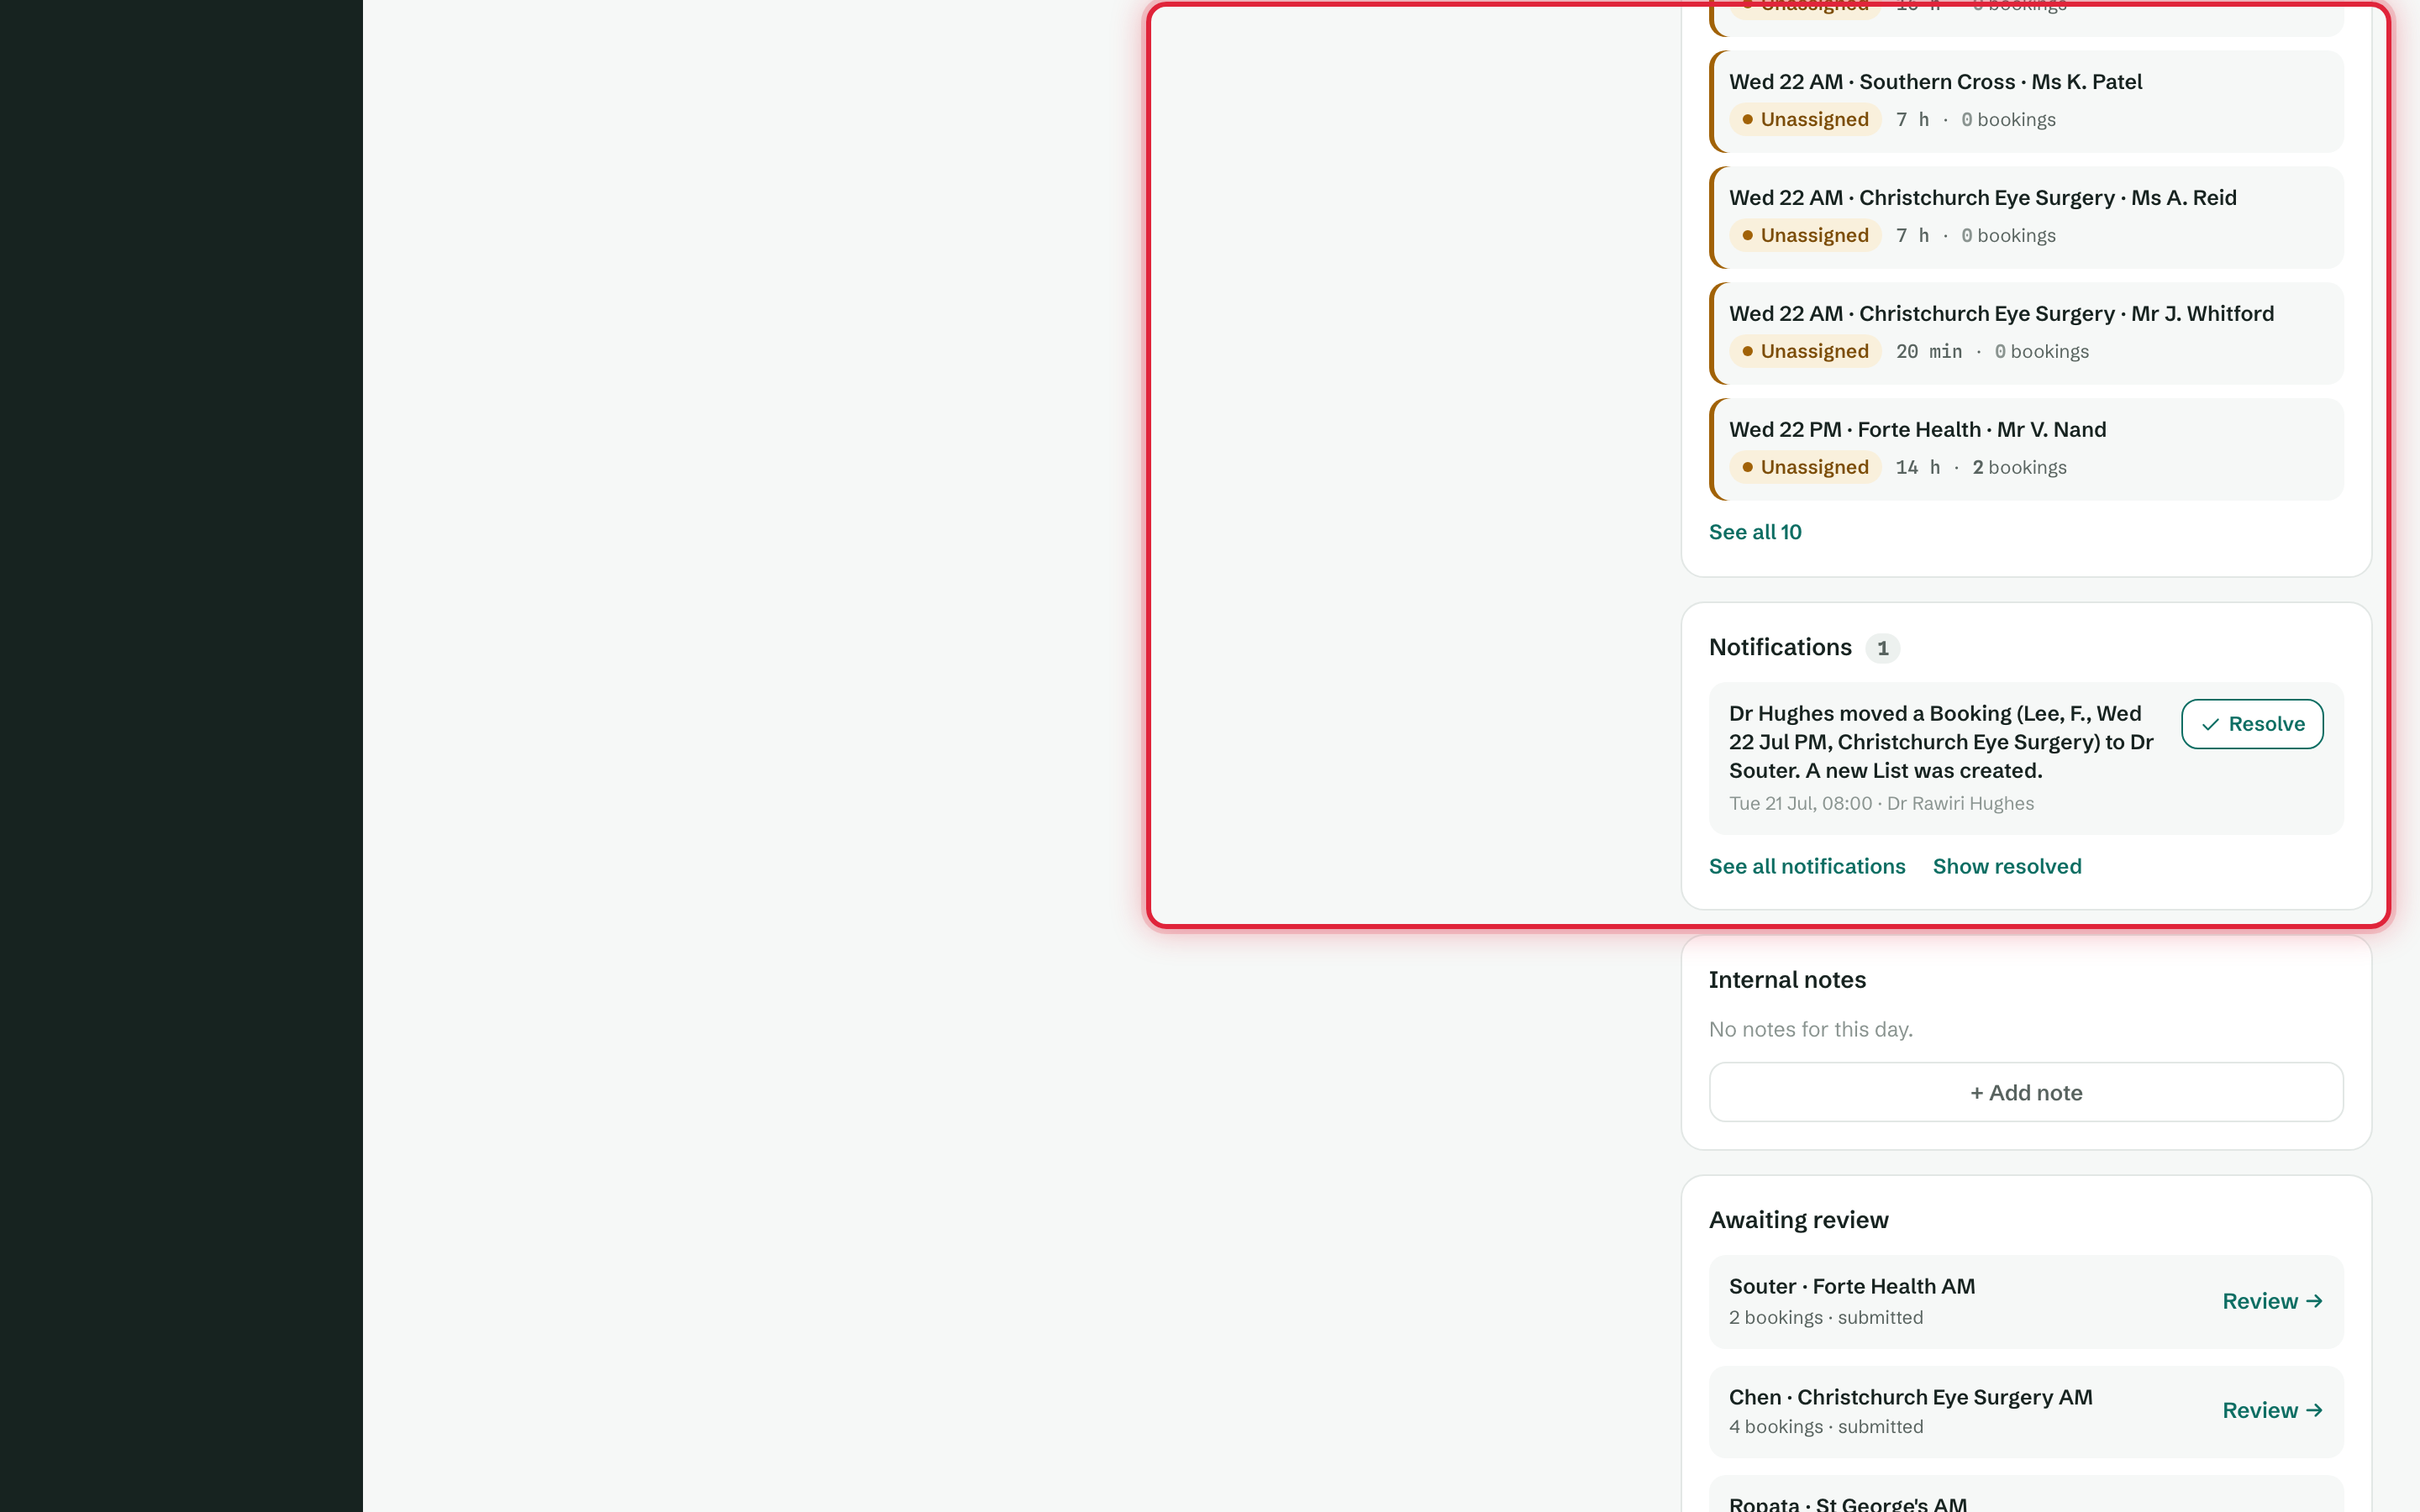 Unassigned 16 h · 0 bookings
Wed 22 AM · Southern Cross · Ms K. Patel
Unassigned 7 h · 0 bookings
Wed 22 AM · Christchurch Eye Surgery · Ms A. Reid
Unassigned 7 h · 0 bookings
Wed 22 AM · Christchurch Eye Surgery · Mr J. Whitford
Unassigned 20 min · 0 bookings
Wed 22 PM · Forte Health · Mr V. Nand
Unassigned 14 h · 2 bookings
See all 10
Notifications 1
Dr Hughes moved a Booking (Lee, F., Wed
22 Jul PM, Christchurch Eye Surgery) to Dr
Souter. A new List was created.
Resolve
Tue 21 Jul, 08:00 · Dr Rawiri Hughes
See all notifications Show resolved
Internal notes
No notes for this day.
+ Add note
Awaiting review
Souter · Forte Health AM
2 bookings · submitted
Review →
Chen · Christchurch Eye Surgery AM
4 bookings · submitted
Review →
Ropata · St George's AM